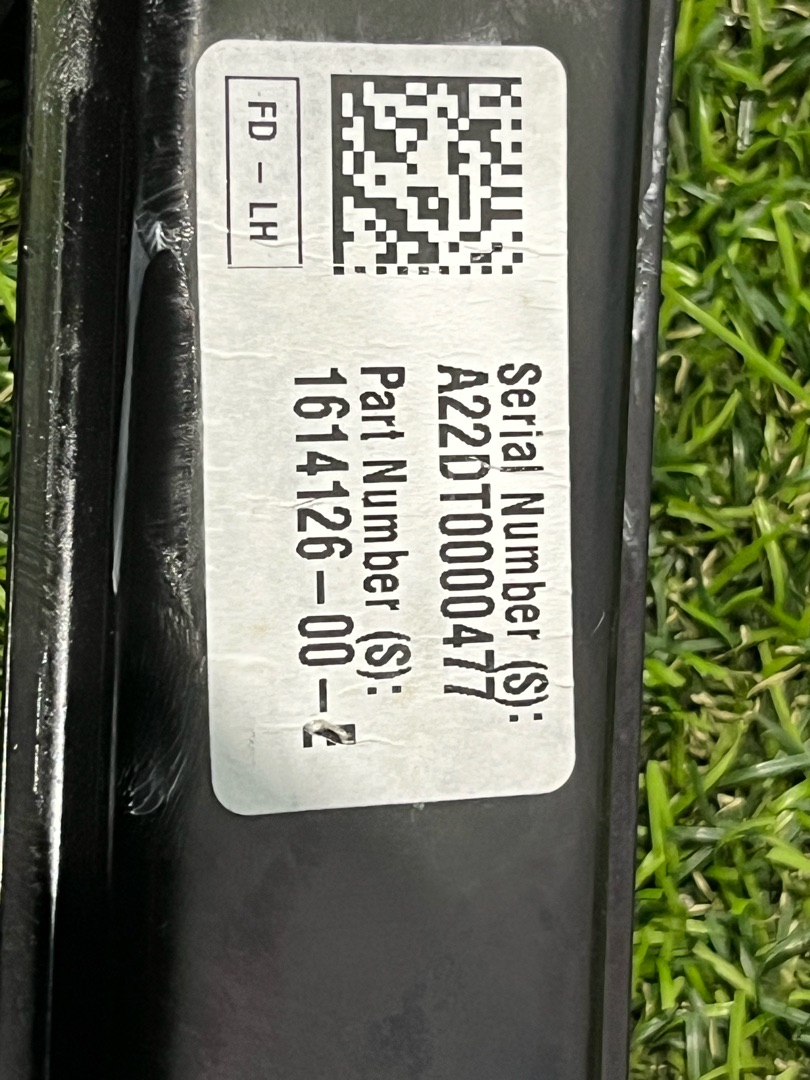 FD - LH
Serial Number (S):
A22DT0000477
Part Number (S):
1614126-00-E